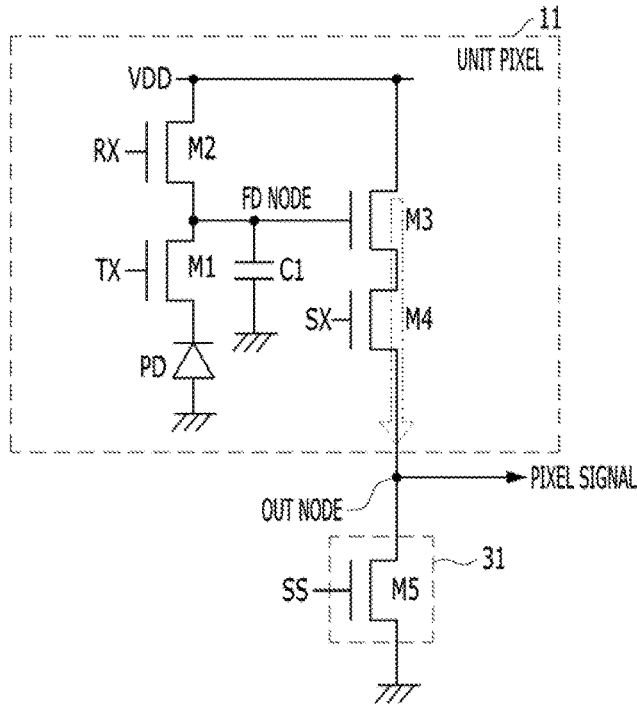 11
UNIT PIXEL
VDD
RX
M2
FD NODE
M3
TX
M1
C1
SX
M4
PD
PIXEL SIGNAL
OUT NODE
31
SS
M5